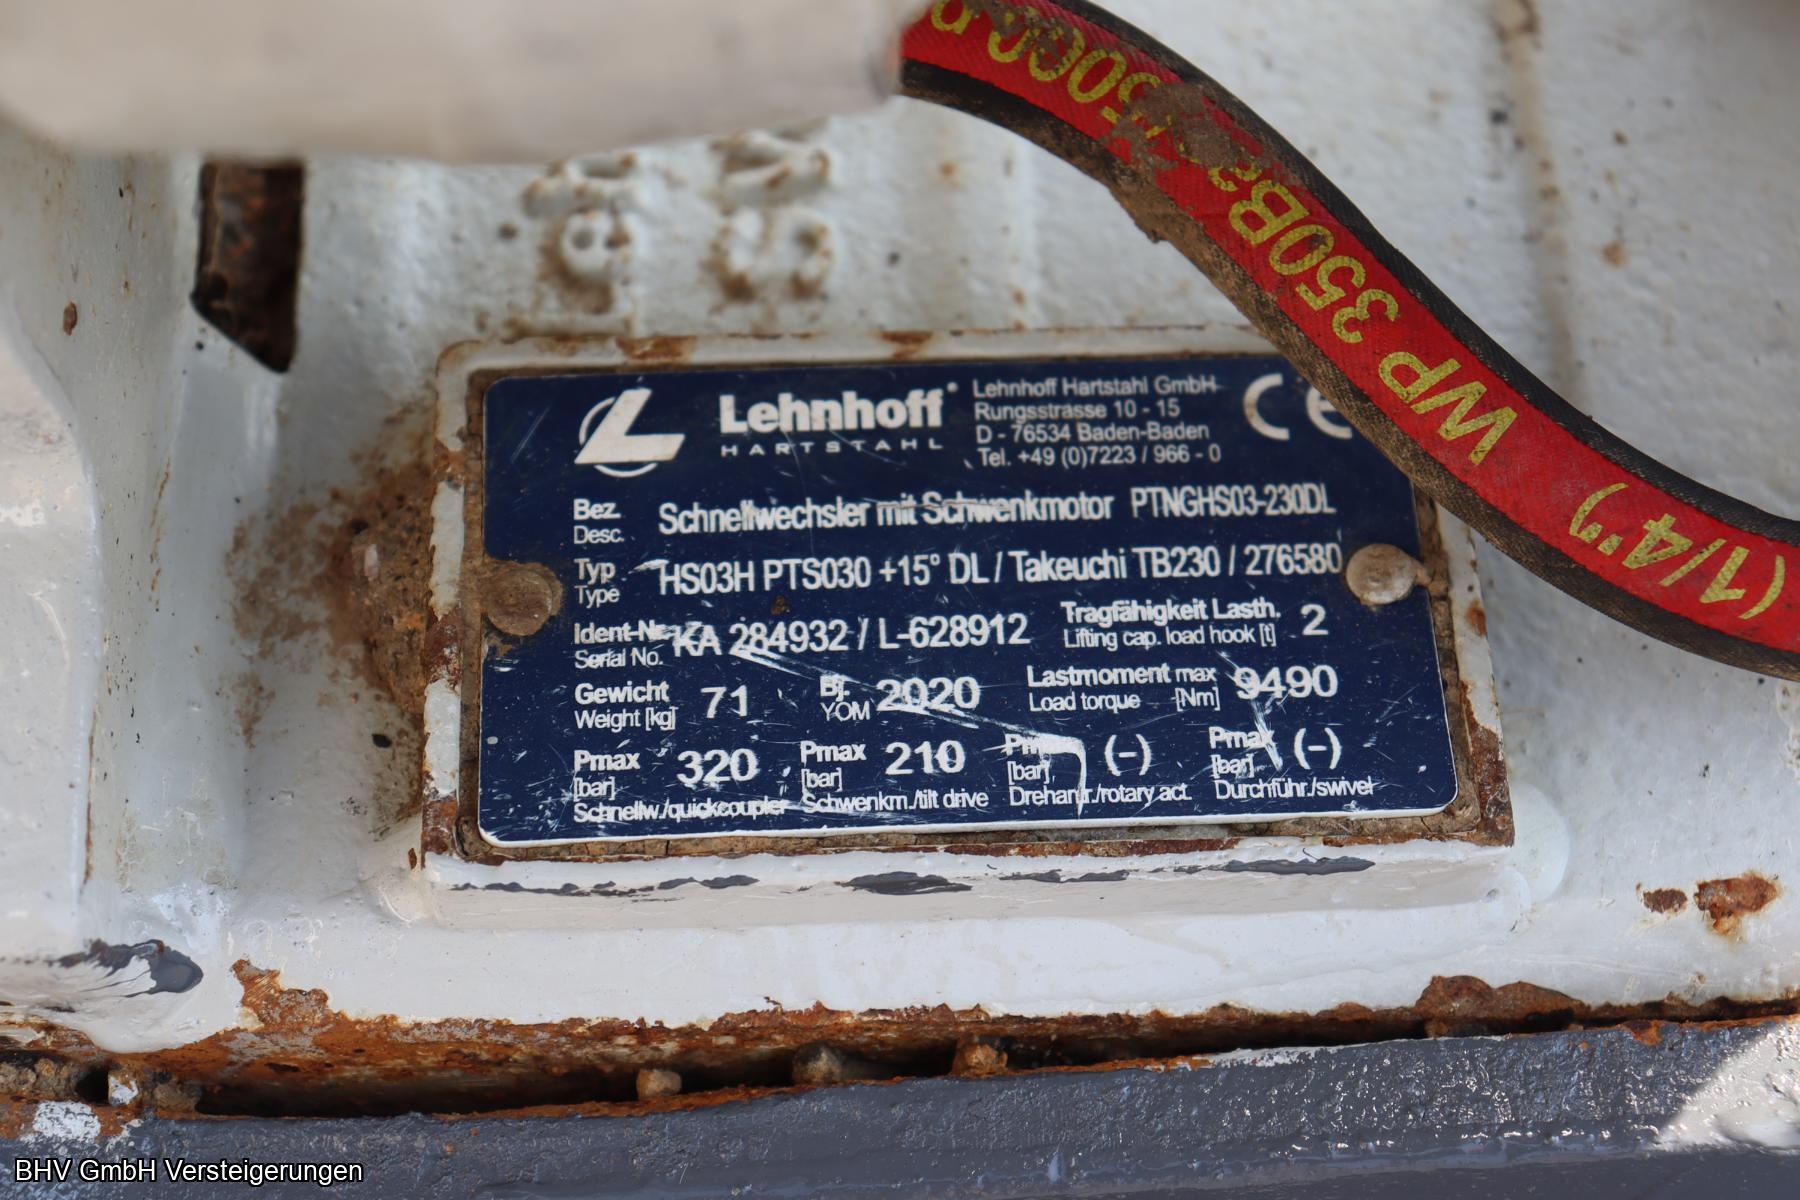 5000 p
WP 350Ba
(1/4")
Lehnhoff®
HARTSTAHL
Lehnhoff Hartstahl GmbH
Rungsstrasse 10 - 15
D - 76534 Baden-Baden
Tel. +49 (0)7223 / 966 - 0
CE
Bez. Schnellwechsler mit Schwenkmotor PTNGHS03-230DL
Desc.
Typ HS03H PTS030 +15° DL / Takeuchi TB230 / 276580
Type
Ident-Nr. KA 284932 / L-628912 Tragfähigkeit Lasth. 2
Serial No. Lifting cap. load hook [t]
Gewicht 71 Bj. 2020 Lastmoment max 9490
Weight [kg] YOM Load torque [Nm]
Pmax 320 Pmax 210 Pmax (-) Pmax (-)
[bar] [bar] [bar] [bar]
Schnellw./quickcoupler Schwenkm./tilt drive Drehantr./rotary act. Durchführ./swivel
BHV GmbH Versteigerungen